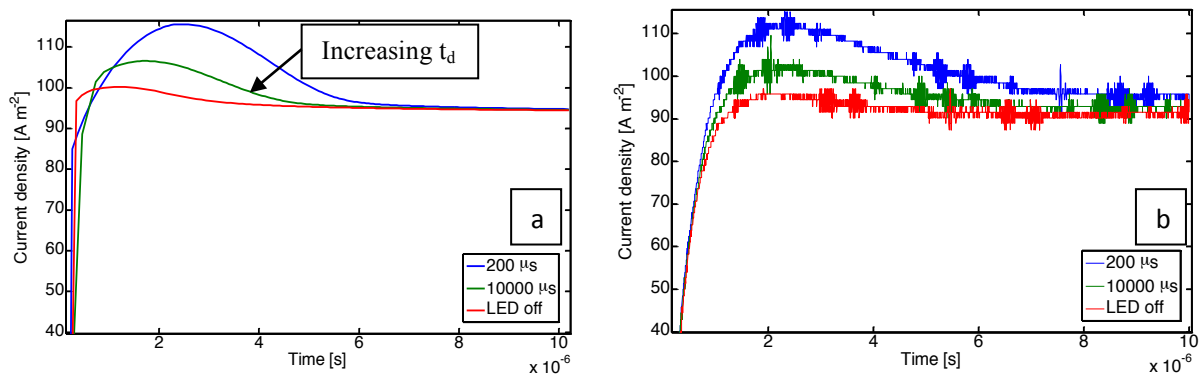 110
100
90
80
70
60
50
40
Current density [A m⁻²]
Increasing t_d
a
200 μs
10000 μs
LED off
2
4
6
8
10
Time [s]
x 10⁻⁶
110
100
90
80
70
60
50
40
Current density [A m⁻²]
b
200 μs
10000 μs
LED off
0
2
4
6
8
10
Time [s]
x 10⁻⁶